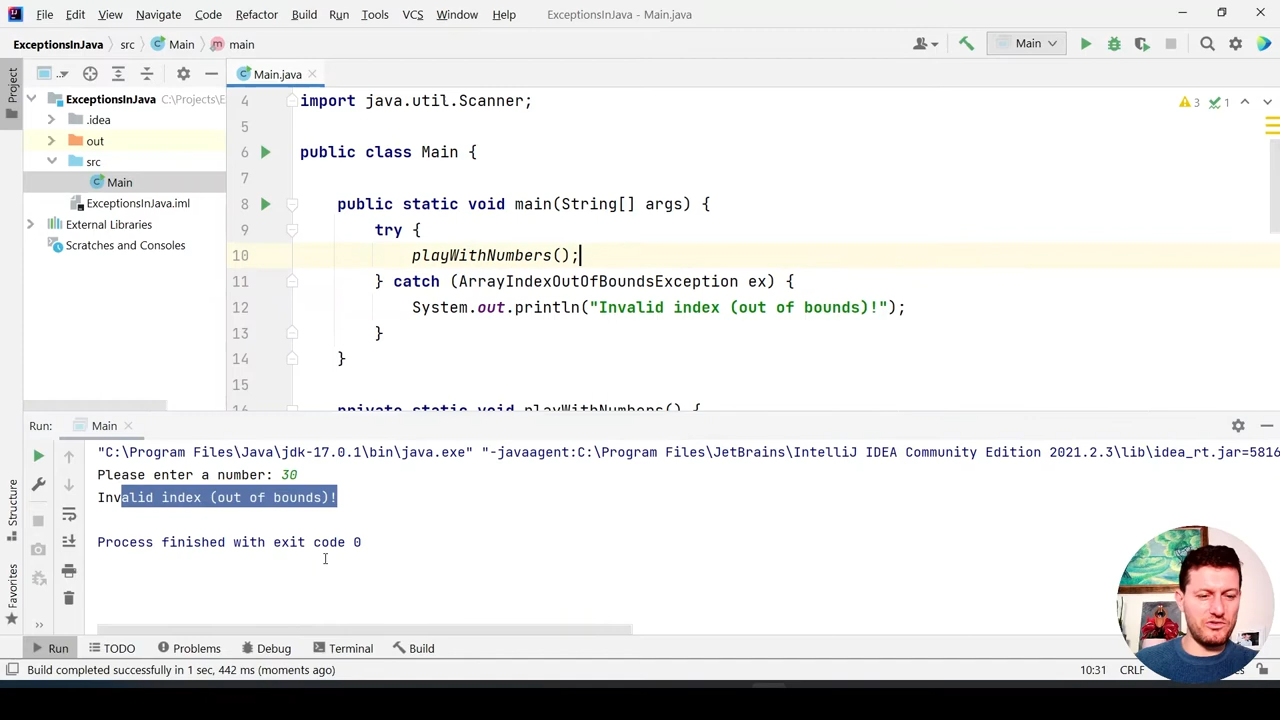 File Edit View Navigate Code Refactor Build Run Tools VCS Window Help ExceptionsInJava - Main.java
ExceptionsInJava src Main main Main
Project
Main.java
ExceptionsInJava C:\Projects\E
.idea
out
src
Main
ExceptionsInJava.iml
External Libraries
Scratches and Consoles
3 1
4 import java.util.Scanner;
5
6 public class Main {
7
8 public static void main(String[] args) {
9 try {
10 playWithNumbers();
11 } catch (ArrayIndexOutOfBoundsException ex) {
12 System.out.println("Invalid index (out of bounds)!");
13 }
14 }
15
16 private static void playWithNumbers() {
Run: Main
"C:\Program Files\Java\jdk-17.0.1\bin\java.exe" "-javaagent:C:\Program Files\JetBrains\IntelliJ IDEA Community Edition 2021.2.3\lib\idea_rt.jar=5816
Please enter a number: 30
Invalid index (out of bounds)!
Process finished with exit code 0
Structure
Favorites
Run TODO Problems Debug Terminal Build
Build completed successfully in 1 sec, 442 ms (moments ago) 10:31 CRLF